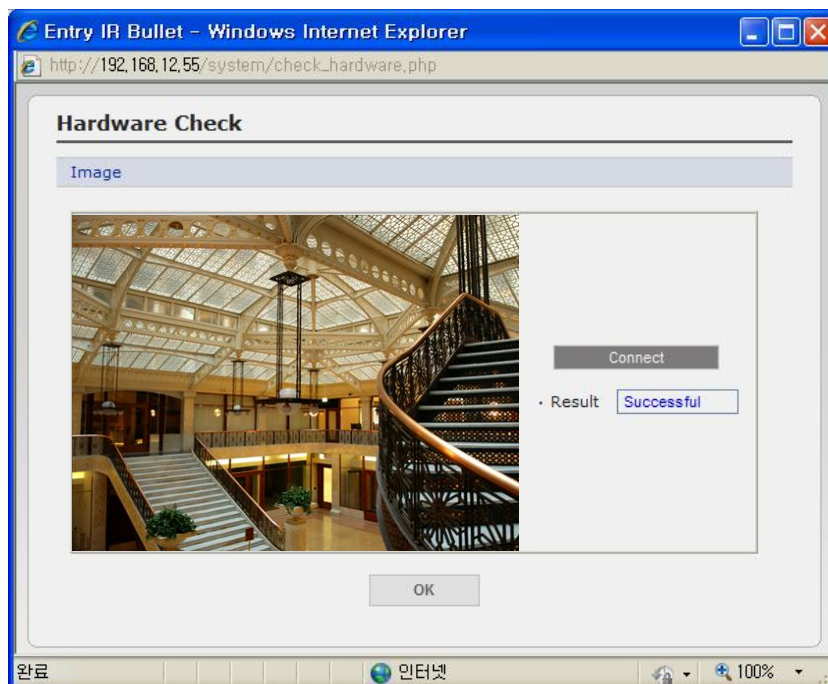 Entry IR Bullet - Windows Internet Explorer
http://192,168,12,55/system/check_hardware,php
Hardware Check
Image
Connect
· Result Successful
OK
완료 인터넷 100%